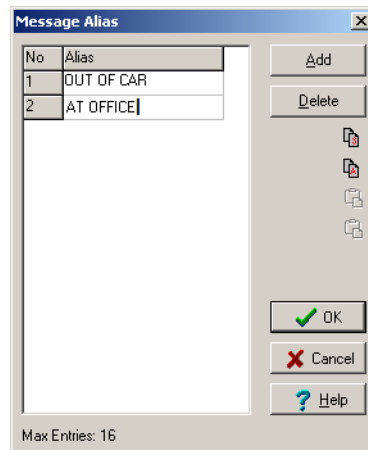 Message Alias
No Alias
1 OUT OF CAR
2 AT OFFICE
Add
Delete
S
A
OK
Cancel
Help
Max Entries: 16